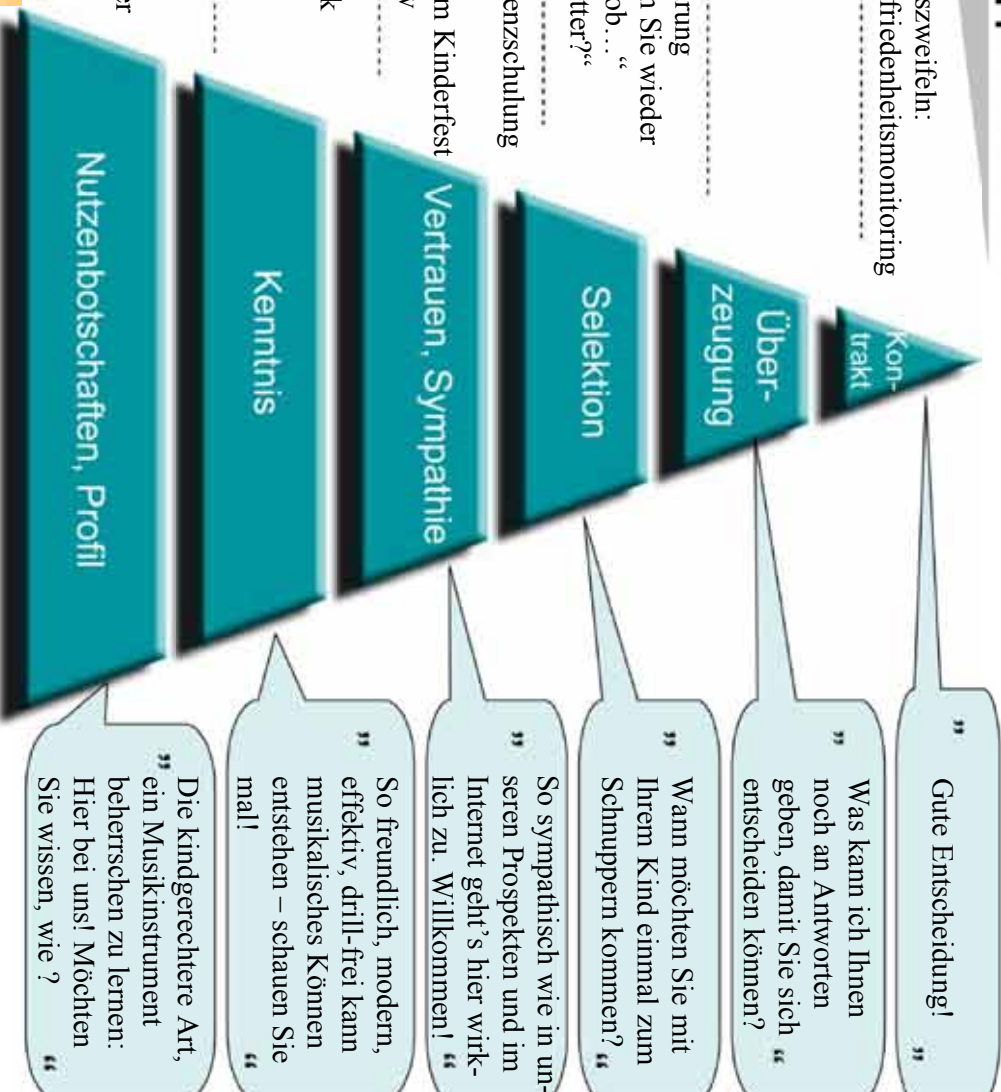 szweifeln:
friedenheitsmonitoring
rung
n Sie wieder
ob… “
tter?“
enzschulung
m Kinderfest
v
k
er
Kon-
trakt
Über-
zeugung
Selektion
Vertrauen, Sympathie
Kenntnis
Nutzenbotschaften, Profil
” Gute Entscheidung! ”
” Was kann ich Ihnen
noch an Antworten
geben, damit Sie sich
entscheiden können? “
” Wann möchten Sie mit
Ihrem Kind einmal zum
Schnuppern kommen? “
So sympathisch wie in un-
” seren Prospekten und im
Internet geht’s hier wirk-
lich zu. Willkommen! “
” So freundlich, modern,
effektiv, drill-frei kann
musikalisches Können
entstehen – schauen Sie
mal! “
Die kindgerechtere Art,
” ein Musikinstrument
beherrschen zu lernen:
Hier bei uns! Möchten
Sie wissen, wie ? “